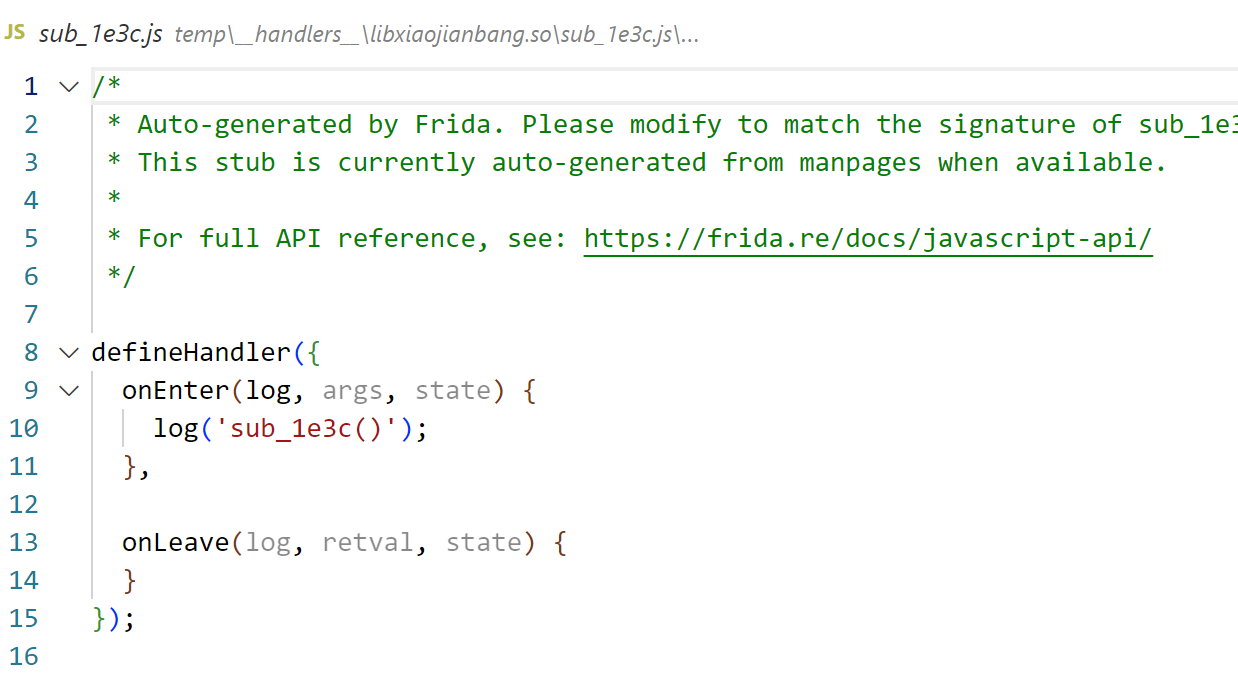 JS sub_1e3c.js temp\__handlers__\libxiaojianbang.so\sub_1e3c.js\...
1 /*
2  * Auto-generated by Frida. Please modify to match the signature of
3  * This stub is currently auto-generated from manpages when available.
4  *
5  * For full API reference, see: https://frida.re/docs/javascript-api/
6  */
7
8 defineHandler({
9   onEnter(log, args, state) {
10     log('sub_1e3c()');
11   },
12
13   onLeave(log, retval, state) {
14   }
15 });
16